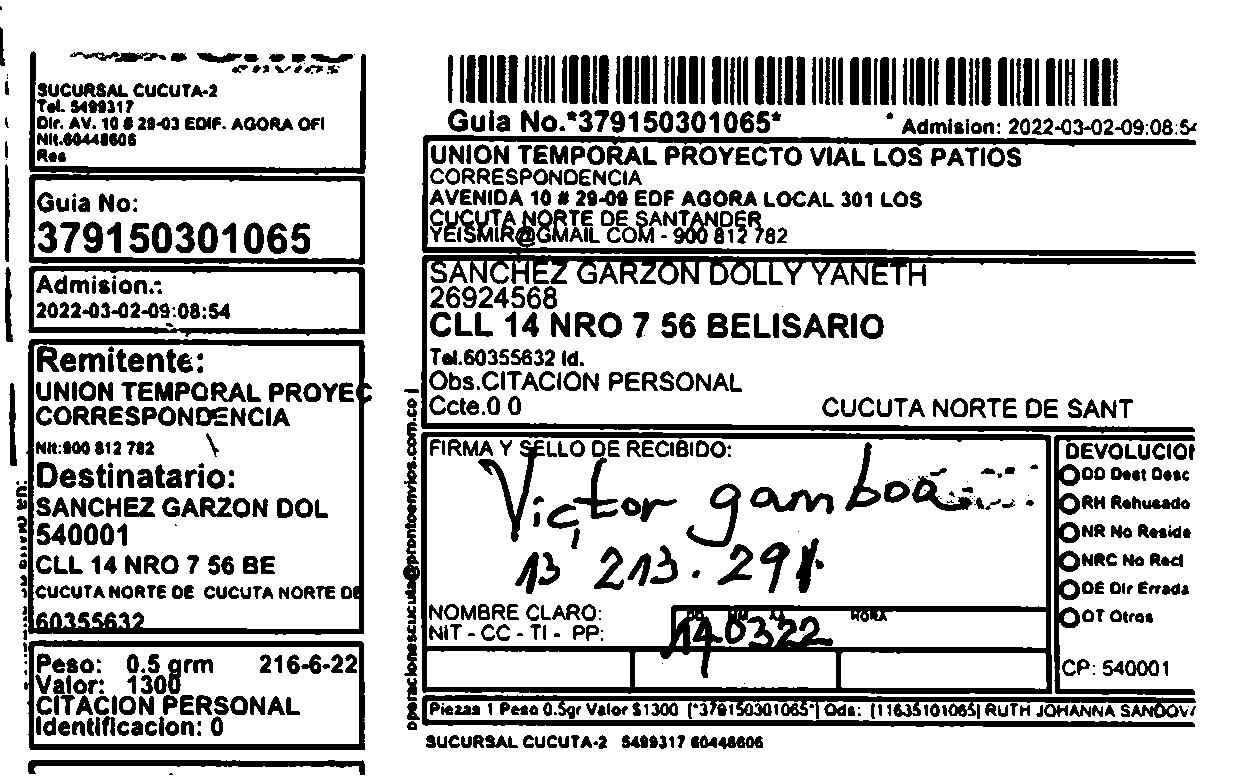 envios
SUCURSAL CUCUTA-2
Tel. 5499317
Dir. AV. 10 # 29-03 EDIF. AGORA OFI
Nit.60448606
Res
Guia No:
379150301065
Admision.:
2022-03-02-09:08:54
Remitente:
UNION TEMPORAL PROYEC
CORRESPONDENCIA
Nit:900 812 782
Destinatario:
SANCHEZ GARZON DOL
540001
CLL 14 NRO 7 56 BE
CUCUTA NORTE DE CUCUTA NORTE DE
60355632
Peso: 0.5 grm 216-6-22
Valor: 1300
CITACION PERSONAL
Identificacion: 0
Guia No.*379150301065*
Admision: 2022-03-02-09:08:54
UNION TEMPORAL PROYECTO VIAL LOS PATIOS
CORRESPONDENCIA
AVENIDA 10 # 29-09 EDF AGORA LOCAL 301 LOS
CUCUTA NORTE DE SANTANDER
YEISMIR@GMAIL COM - 900 812 782
SANCHEZ GARZON DOLLY YANETH
26924568
CLL 14 NRO 7 56 BELISARIO
Tel.60355632 Id.
Obs.CITACION PERSONAL
Ccte.0 0 CUCUTA NORTE DE SANT
operacionescucuta@prontoenvios.com.co
FIRMA Y SELLO DE RECIBIDO:
Victor gamboa
13 213.291.
NOMBRE CLARO:
NIT - CC - TI - PP:
HORA
140322
DEVOLUCION
DD Dest Desc
RH Rehusado
NR No Reside
NRC No Recl
DE Dir Errada
OT Otros
CP: 540001
Piezas 1 Peso 0.5gr Valor $1300 [*379150301065*] Ods: [11635101065] RUTH JOHANNA SANDOVA
SUCURSAL CUCUTA-2 5499317 60448606